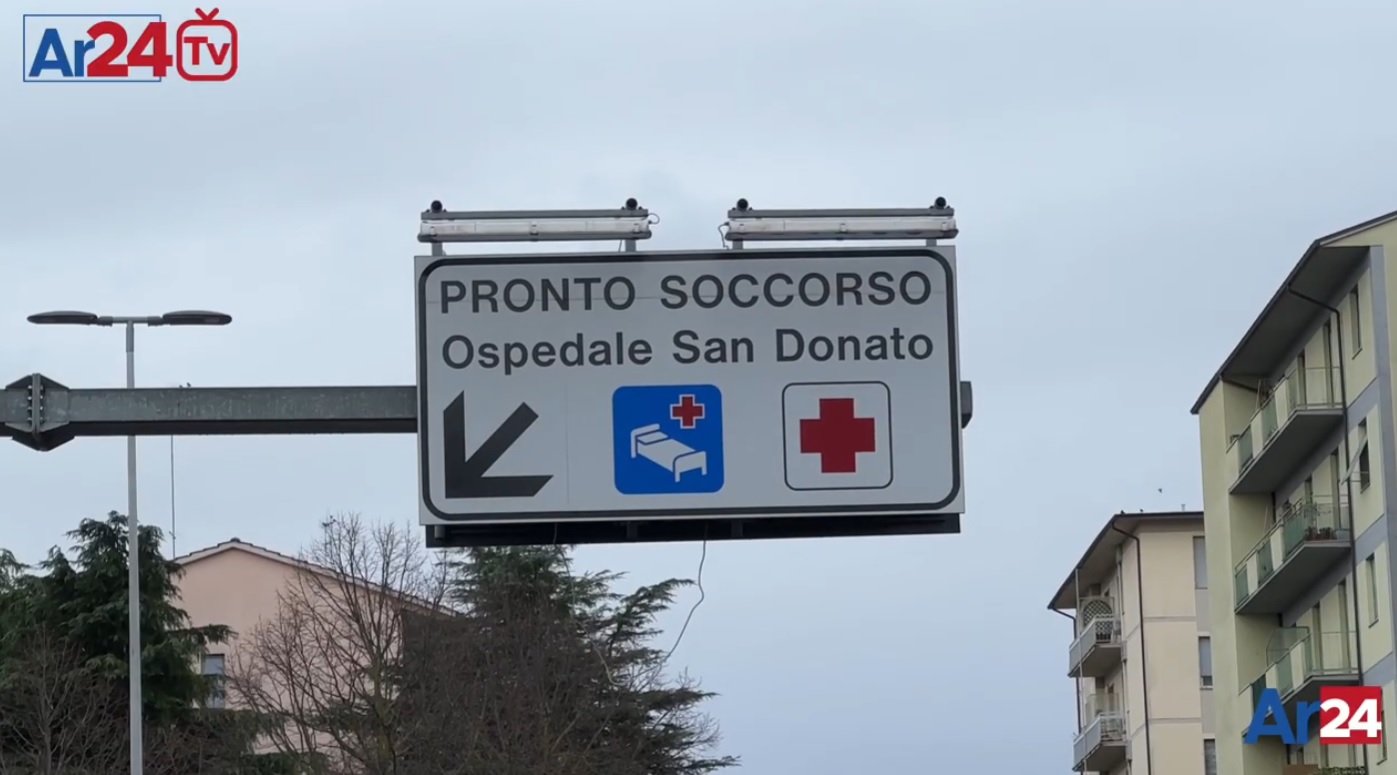 Ar24 Tv
PRONTO SOCCORSO
Ospedale San Donato
Ar24